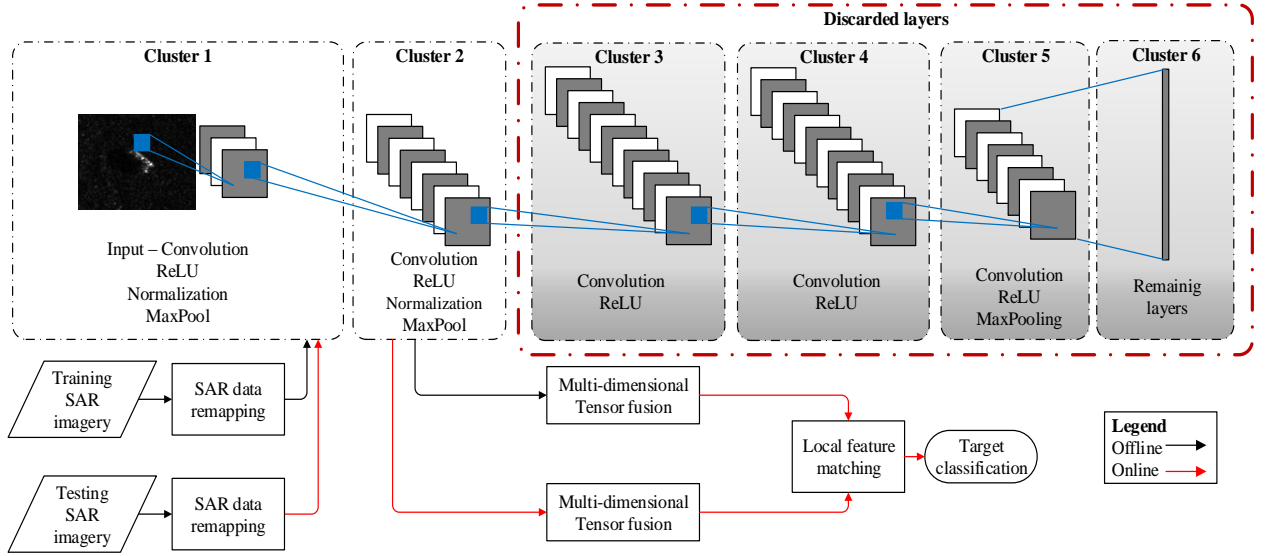 Discarded layers
Cluster 1
Cluster 2
Cluster 3
Cluster 4
Cluster 5
Cluster 6
Input – Convolution
ReLU
Normalization
MaxPool
Convolution
ReLU
Normalization
MaxPool
Convolution
ReLU
Convolution
ReLU
Convolution
ReLU
MaxPooling
Remainig
layers
Training
SAR
imagery
SAR data
remapping
Multi-dimensional
Tensor fusion
Testing
SAR
imagery
SAR data
remapping
Multi-dimensional
Tensor fusion
Local feature
matching
Target
classification
Legend
Offline
Online